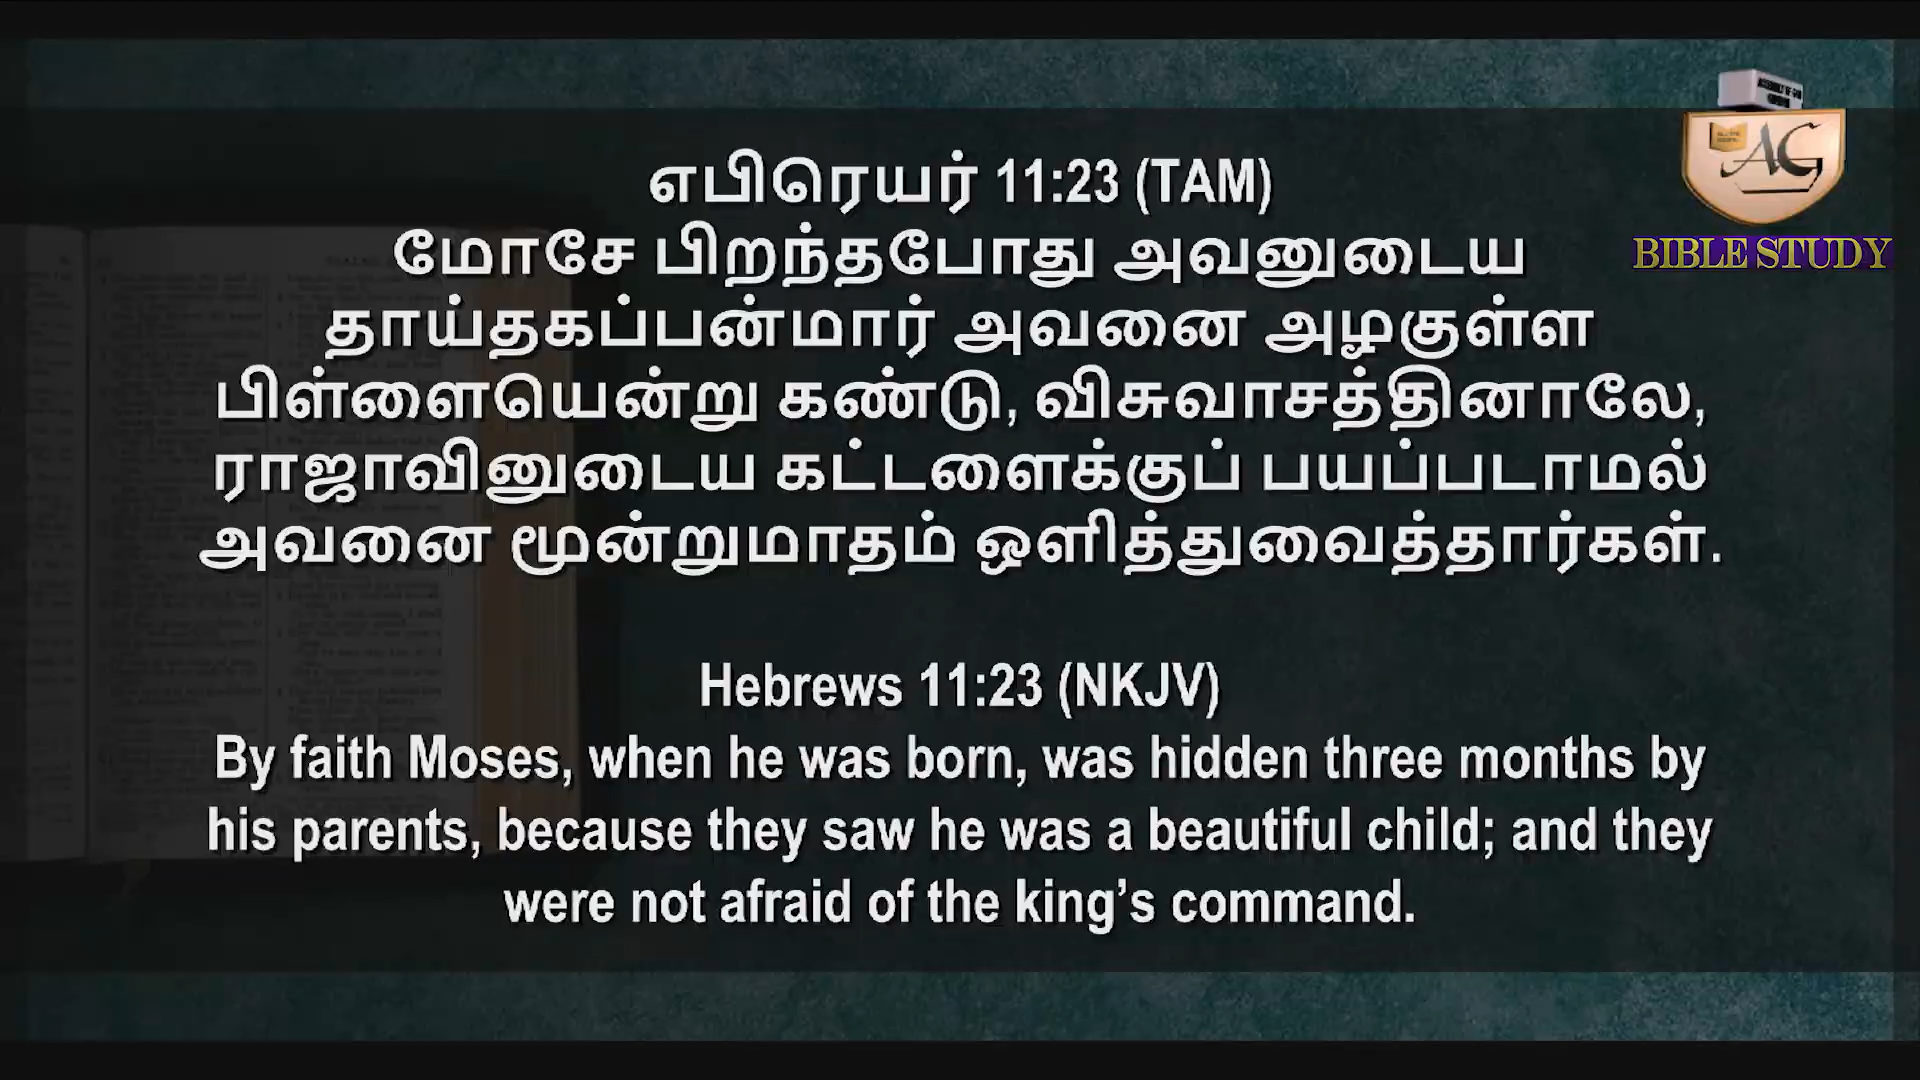 எபிரெயர் 11:23 (TAM)
மோசே பிறந்தபோது அவனுடைய
தாய்தகப்பன்மார் அவனை அழகுள்ள
பிள்ளையென்று கண்டு, விசுவாசத்தினாலே,
ராஜாவினுடைய கட்டளைக்குப் பயப்படாமல்
அவனை மூன்றுமாதம் ஒளித்துவைத்தார்கள்.
Hebrews 11:23 (NKJV)
By faith Moses, when he was born, was hidden three months by
his parents, because they saw he was a beautiful child; and they
were not afraid of the king’s command.
AG
BIBLE STUDY